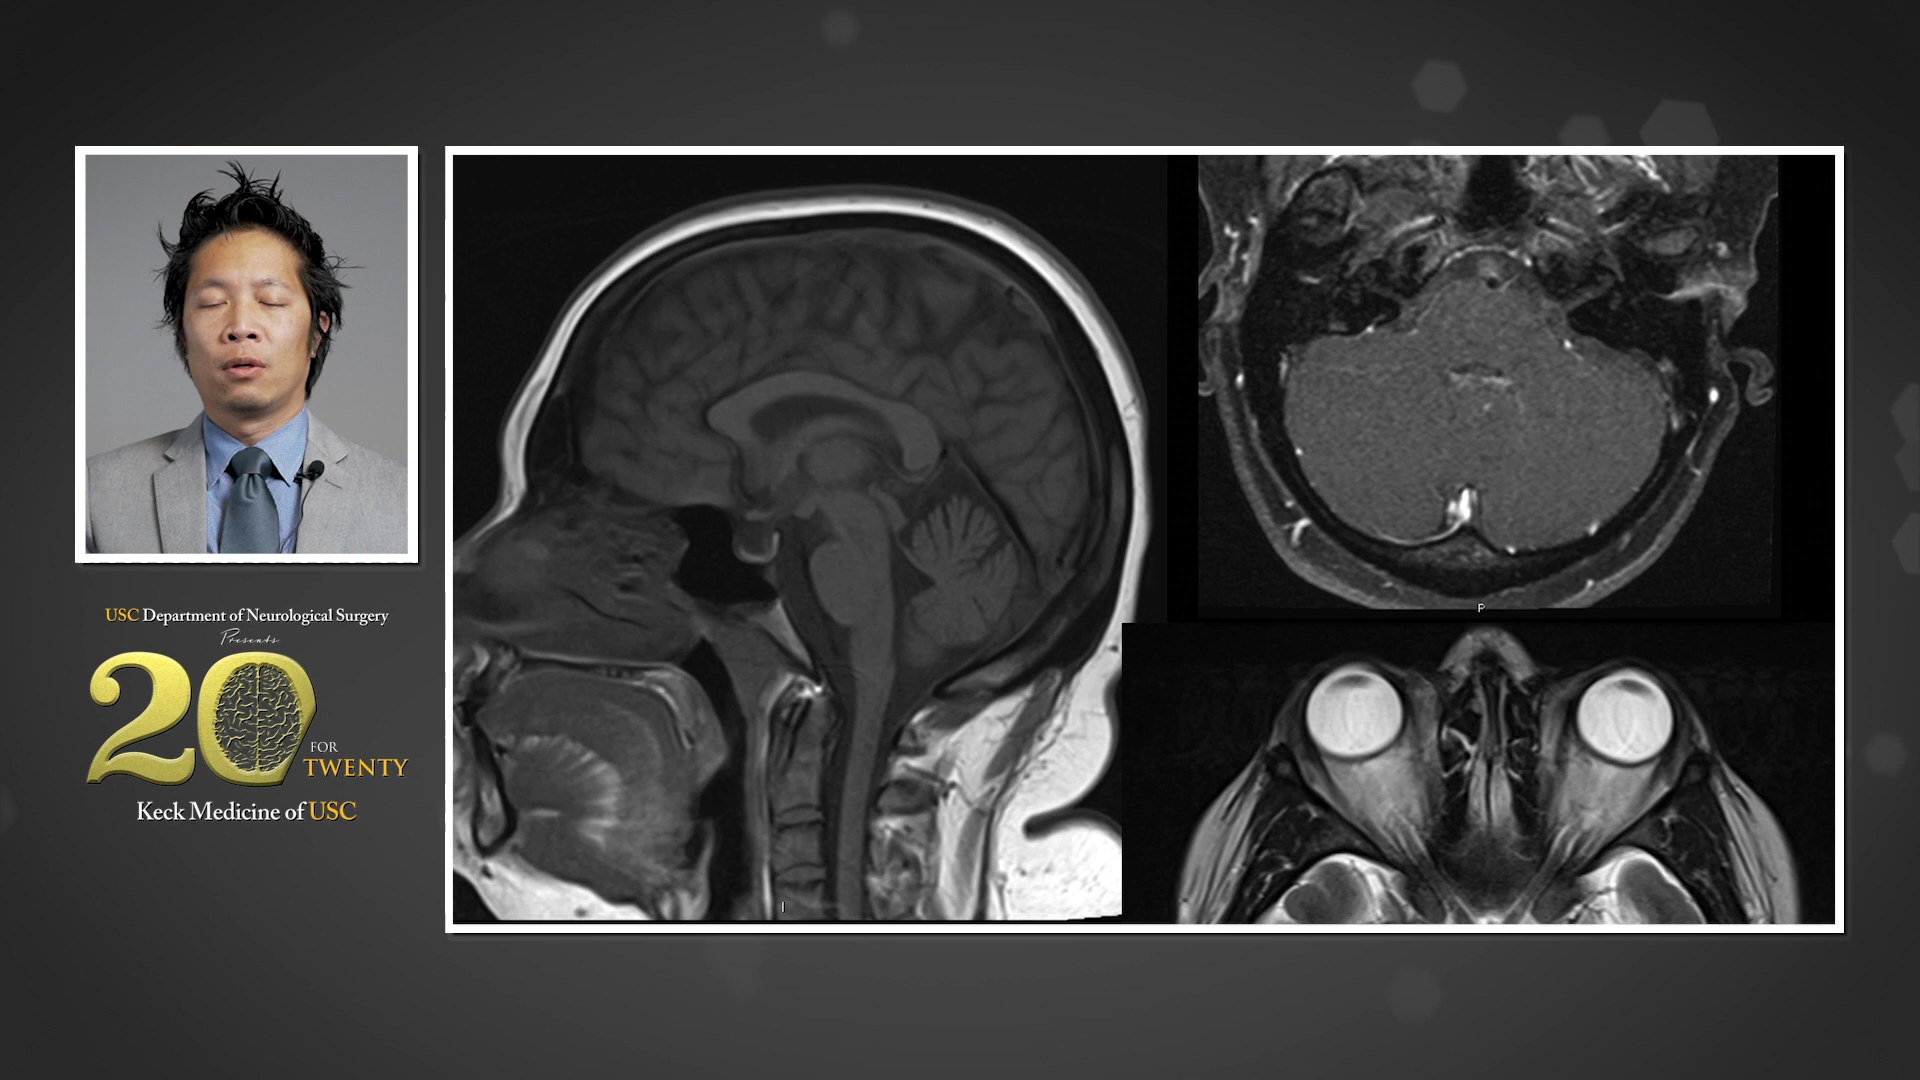 USC Department of Neurological Surgery
Presents
20
FOR
TWENTY
Keck Medicine of USC
P
I